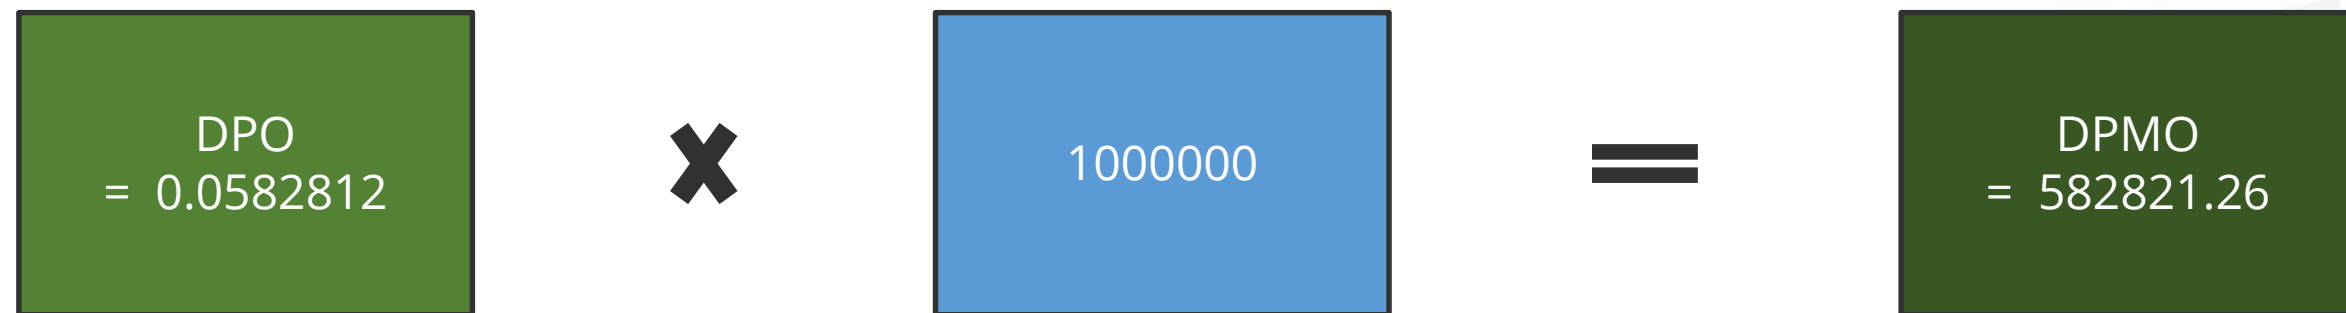 DPO
= 0.0582812
1000000
DPMO
= 582821.26